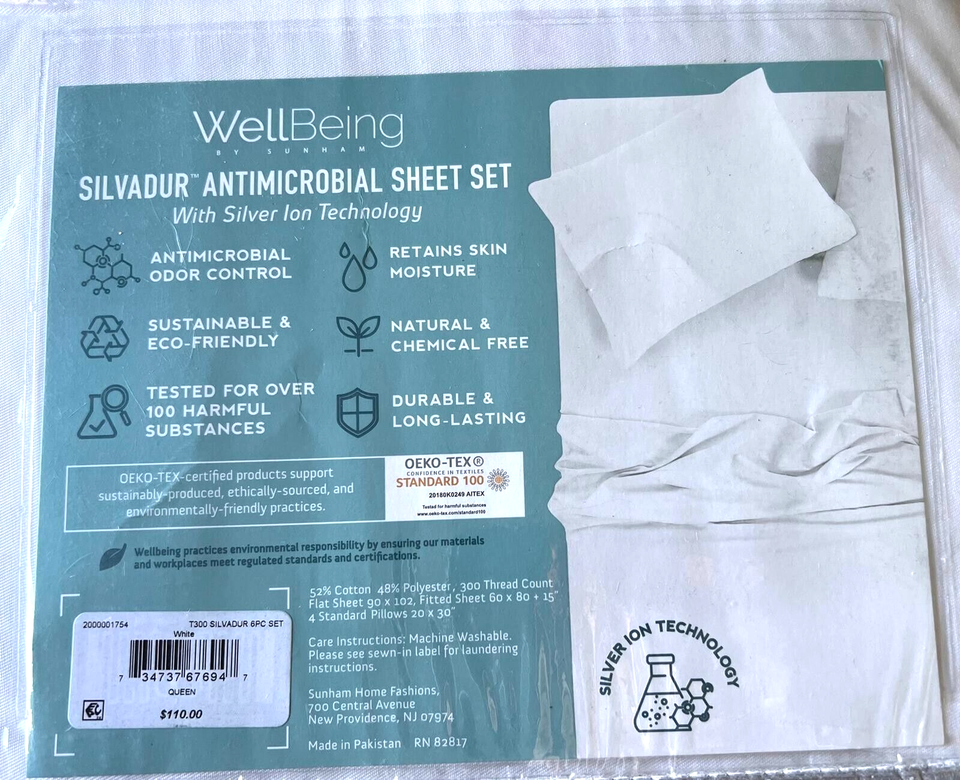 WellBeing
BY SUNHAM
SILVADUR™ ANTIMICROBIAL SHEET SET
With Silver Ion Technology
ANTIMICROBIAL
ODOR CONTROL
RETAINS SKIN
MOISTURE
SUSTAINABLE &
ECO-FRIENDLY
NATURAL &
CHEMICAL FREE
TESTED FOR OVER
100 HARMFUL
SUBSTANCES
DURABLE &
LONG-LASTING
OEKO-TEX-certified products support
sustainably-produced, ethically-sourced, and
environmentally-friendly practices.
OEKO-TEX®
CONFIDENCE IN TEXTILES
STANDARD 100
20180K0249 AITEX
Tested for harmful substances
www.oeko-tex.com/standard100
Wellbeing practices environmental responsibility by ensuring our materials
and workplaces meet regulated standards and certifications.
52% Cotton 48% Polyester, 300 Thread Count
Flat Sheet 90 x 102, Fitted Sheet 60 x 80 + 15"
4 Standard Pillows 20 x 30"
Care Instructions: Machine Washable.
Please see sewn-in label for laundering
instructions.
Sunham Home Fashions,
700 Central Avenue
New Providence, NJ 07974
Made in Pakistan RN 82817
2000001754 T300 SILVADUR 6PC SET
White
7 34737 67694 7
QUEEN
$110.00
SILVER ION TECHNOLOGY